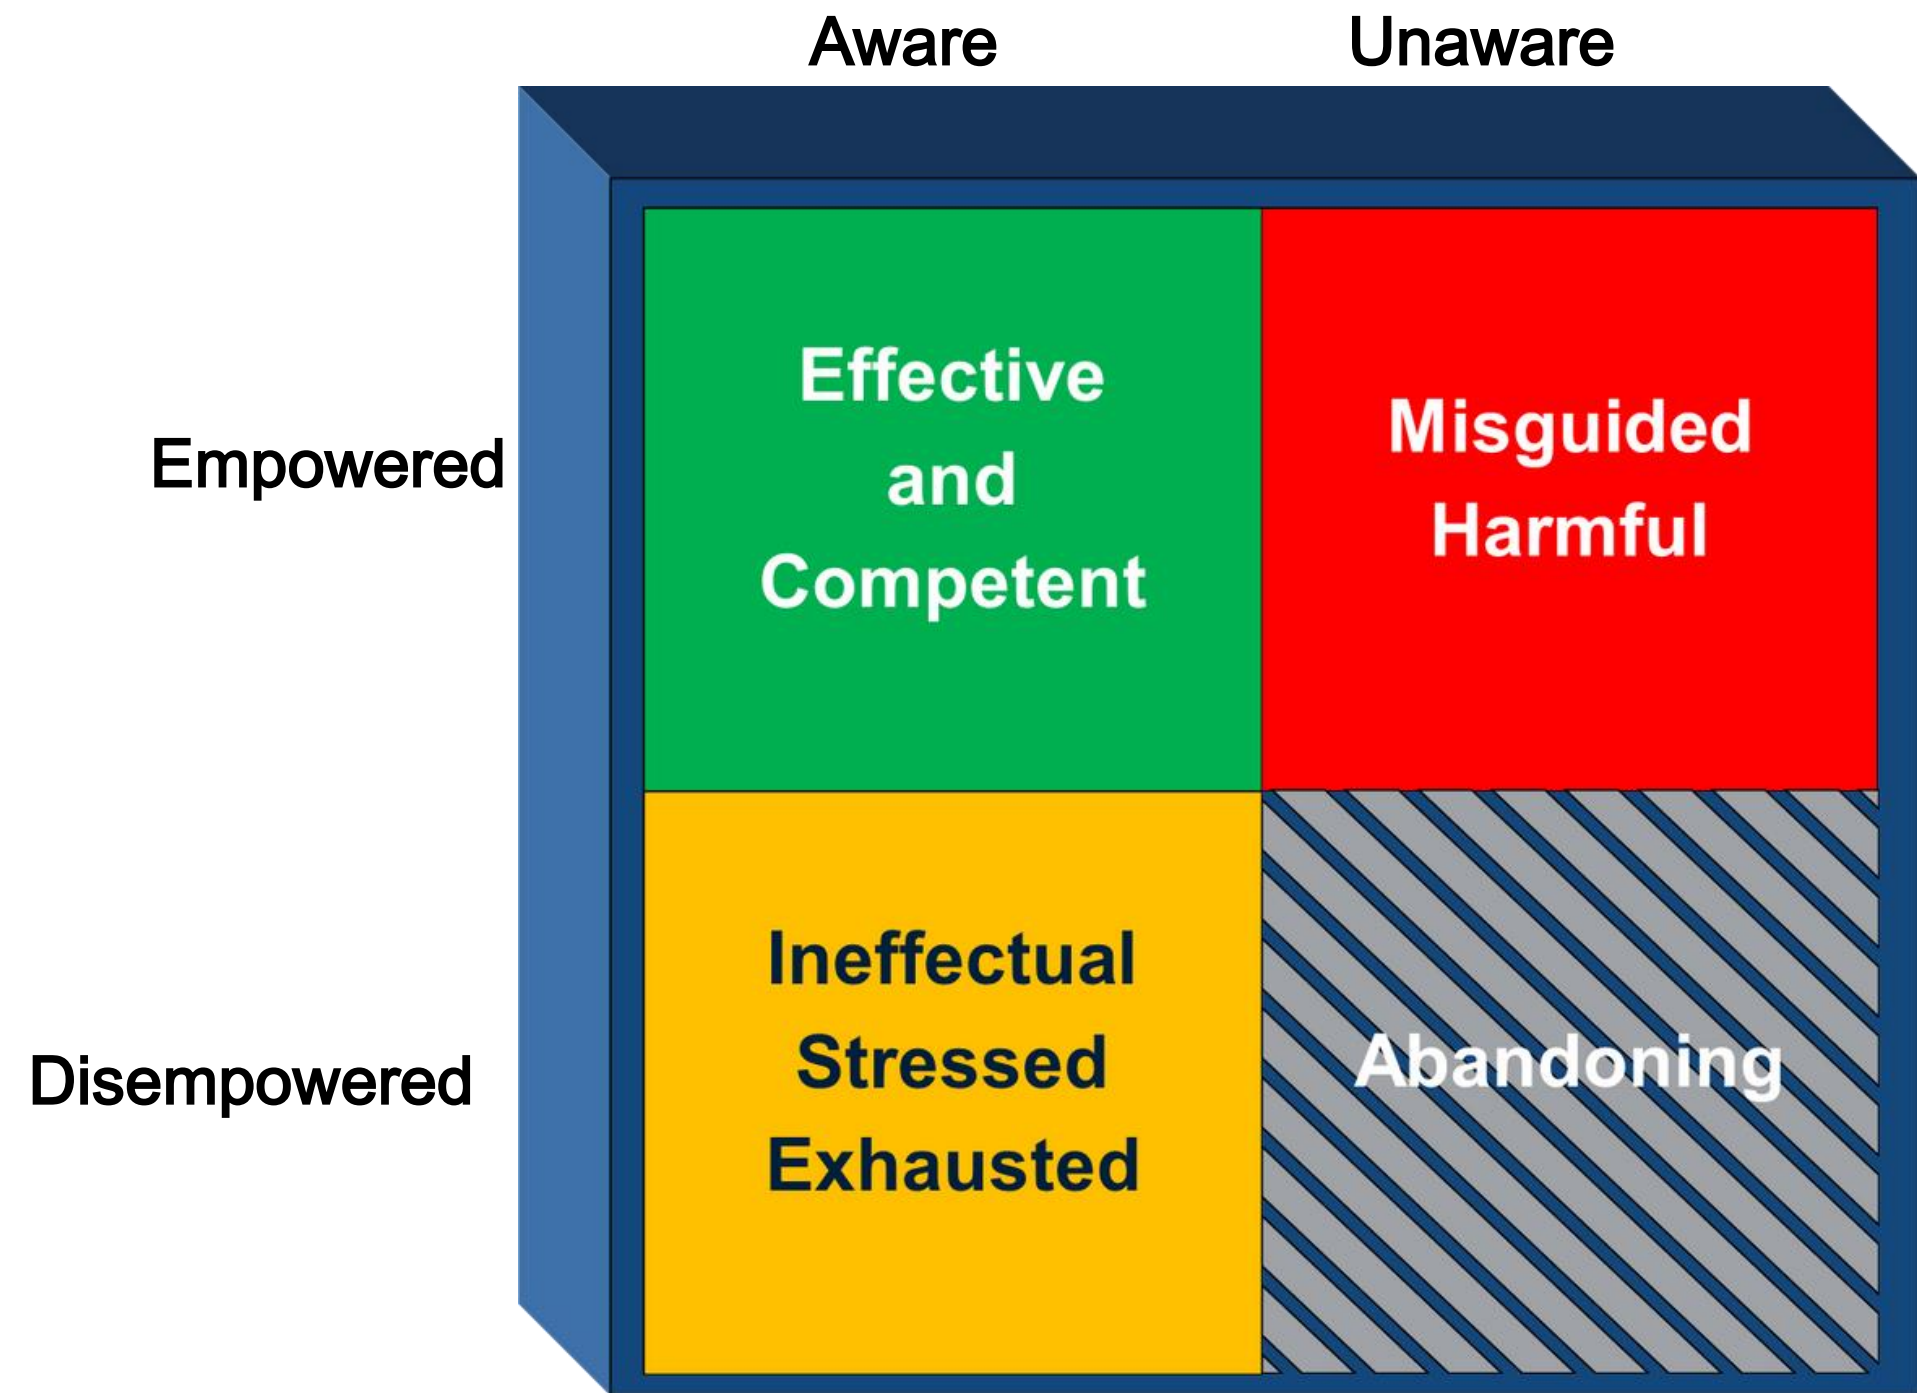 Aware Unaware
Empowered
Effective
and
Competent
Misguided
Harmful
Disempowered
Ineffectual
Stressed
Exhausted
Abandoning